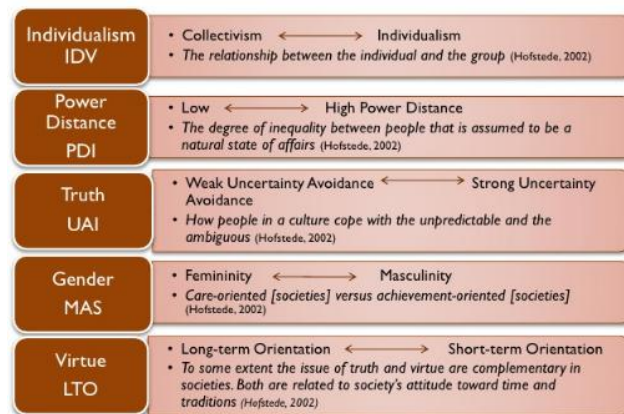 Individualism
IDV
• Collectivism ⟷ Individualism
• The relationship between the individual and the group (Hofstede, 2002)
Power
Distance
PDI
• Low ⟷ High Power Distance
• The degree of inequality between people that is assumed to be a
natural state of affairs (Hofstede, 2002)
Truth
UAI
• Weak Uncertainty Avoidance ⟷ Strong Uncertainty
Avoidance
• How people in a culture cope with the unpredictable and the
ambiguous (Hofstede, 2002)
Gender
MAS
• Femininity ⟷ Masculinity
• Care-oriented [societies] versus achievement-oriented [societies]
(Hofstede, 2002)
Virtue
LTO
• Long-term Orientation ⟷ Short-term Orientation
• To some extent the issue of truth and virtue are complementary in
societies. Both are related to society's attitude toward time and
traditions (Hofstede, 2002)